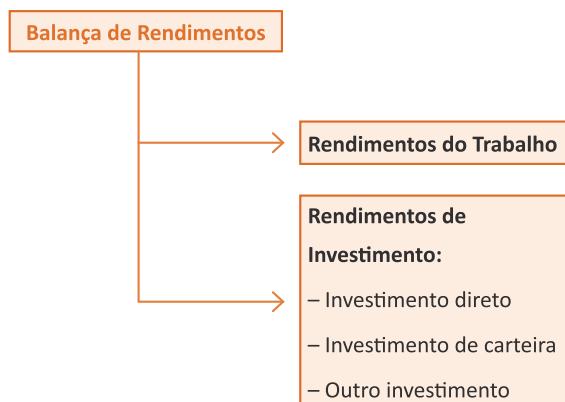 Balança de Rendimentos
Rendimentos do Trabalho
Rendimentos de
Investimento:
– Investimento direto
– Investimento de carteira
– Outro investimento